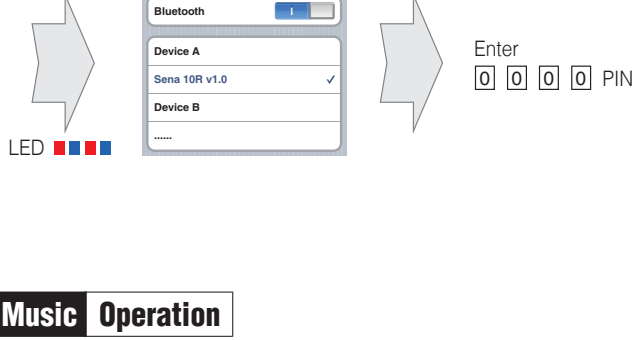 Bluetooth
Device A
Sena 10R v1.0
Device B
......
Enter
0 0 0 0 PIN
LED
Music Operation